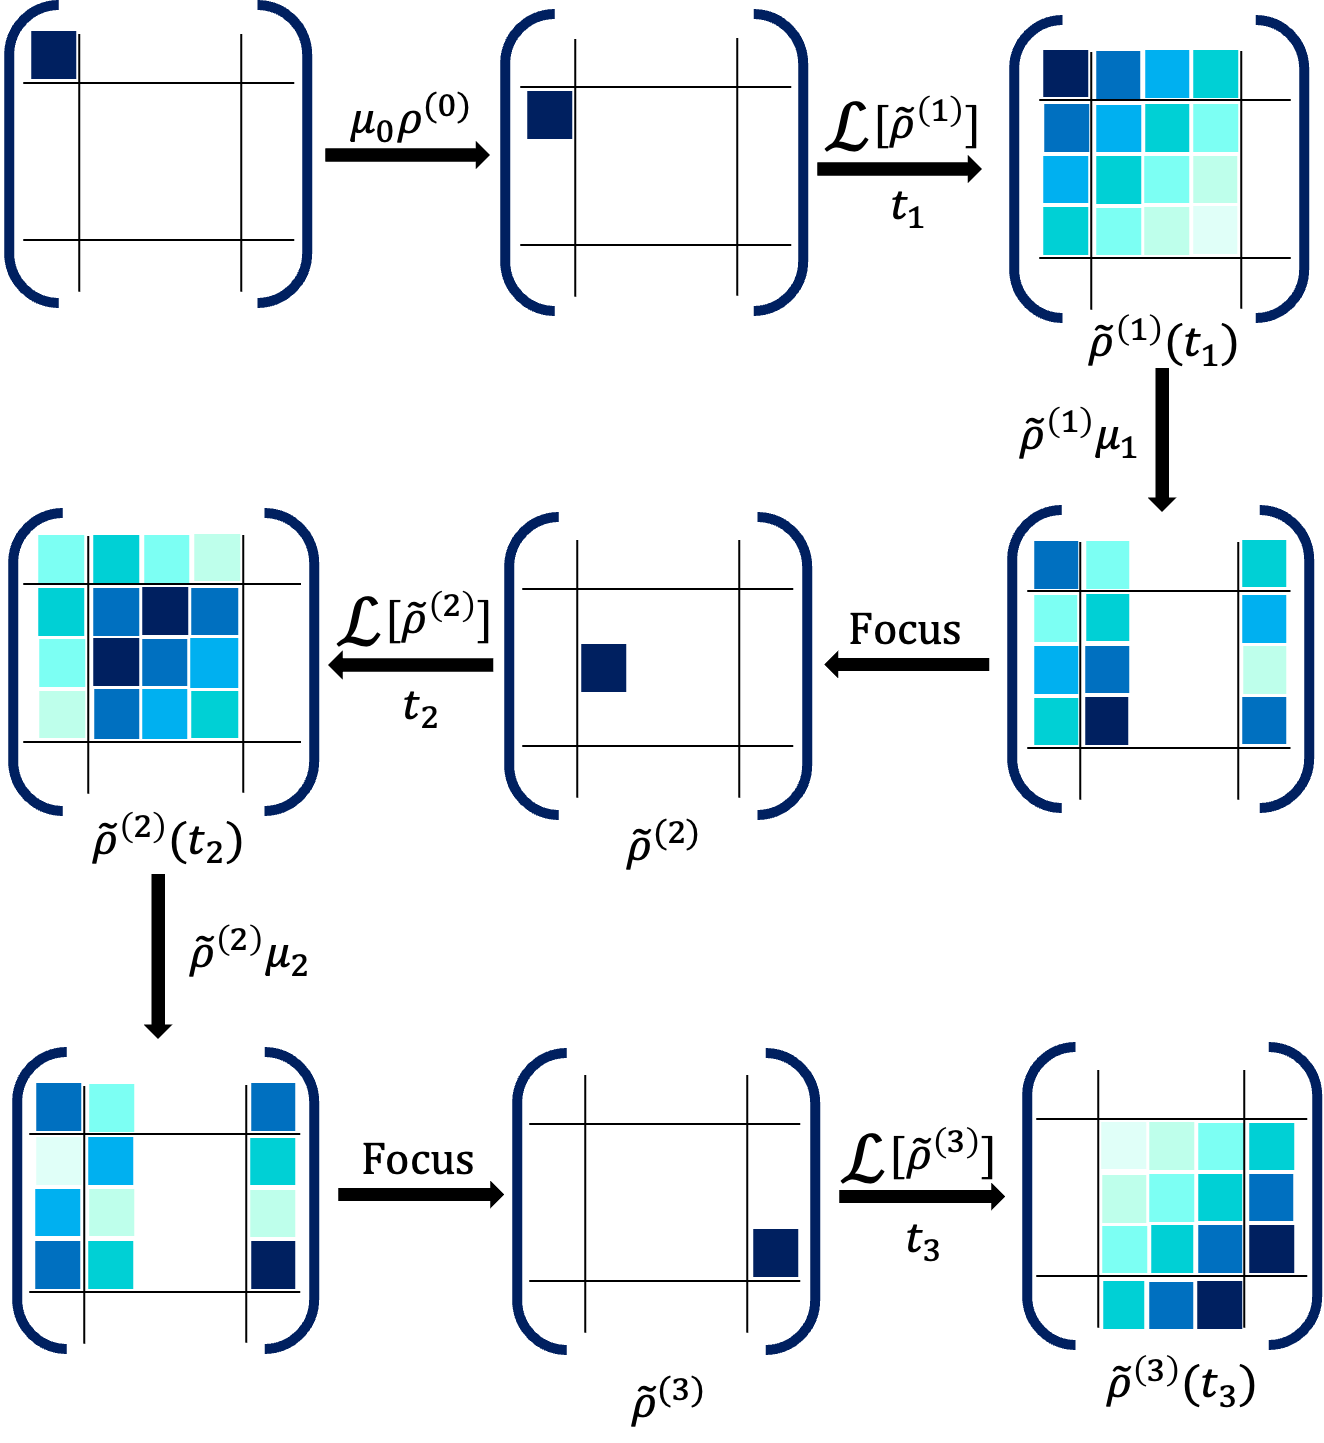 μ₀ρ⁽⁰⁾
ℒ[ρ̃⁽¹⁾]
t₁
ρ̃⁽¹⁾(t₁)
ρ̃⁽¹⁾μ₁
Focus
ρ̃⁽²⁾
ℒ[ρ̃⁽²⁾]
t₂
ρ̃⁽²⁾(t₂)
ρ̃⁽²⁾μ₂
Focus
ρ̃⁽³⁾
ℒ[ρ̃⁽³⁾]
t₃
ρ̃⁽³⁾(t₃)